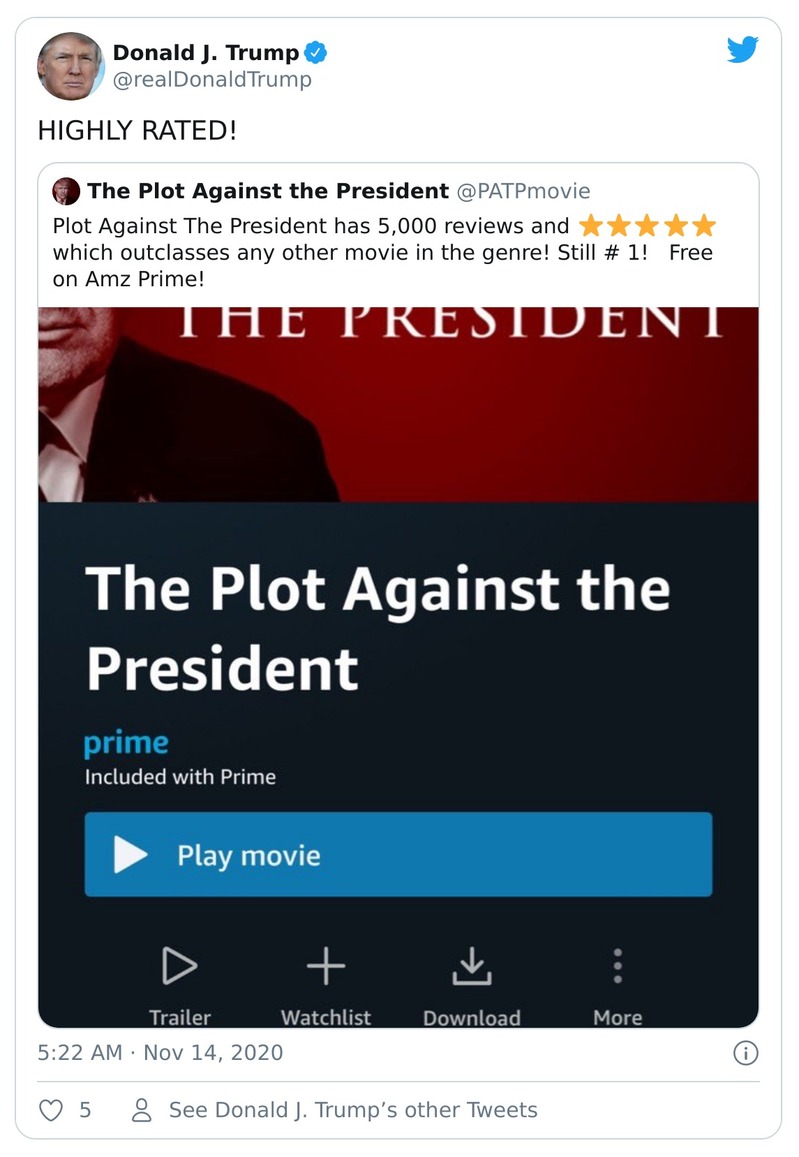 Donald J. Trump
@realDonaldTrump
HIGHLY RATED!
The Plot Against the President @PATPmovie
Plot Against The President has 5,000 reviews and ⭐⭐⭐⭐⭐
which outclasses any other movie in the genre! Still # 1!   Free
on Amz Prime!
THE PRESIDENT
The Plot Against the
President
prime
Included with Prime
Play movie
Trailer Watchlist Download More
5:22 AM · Nov 14, 2020
5 See Donald J. Trump’s other Tweets